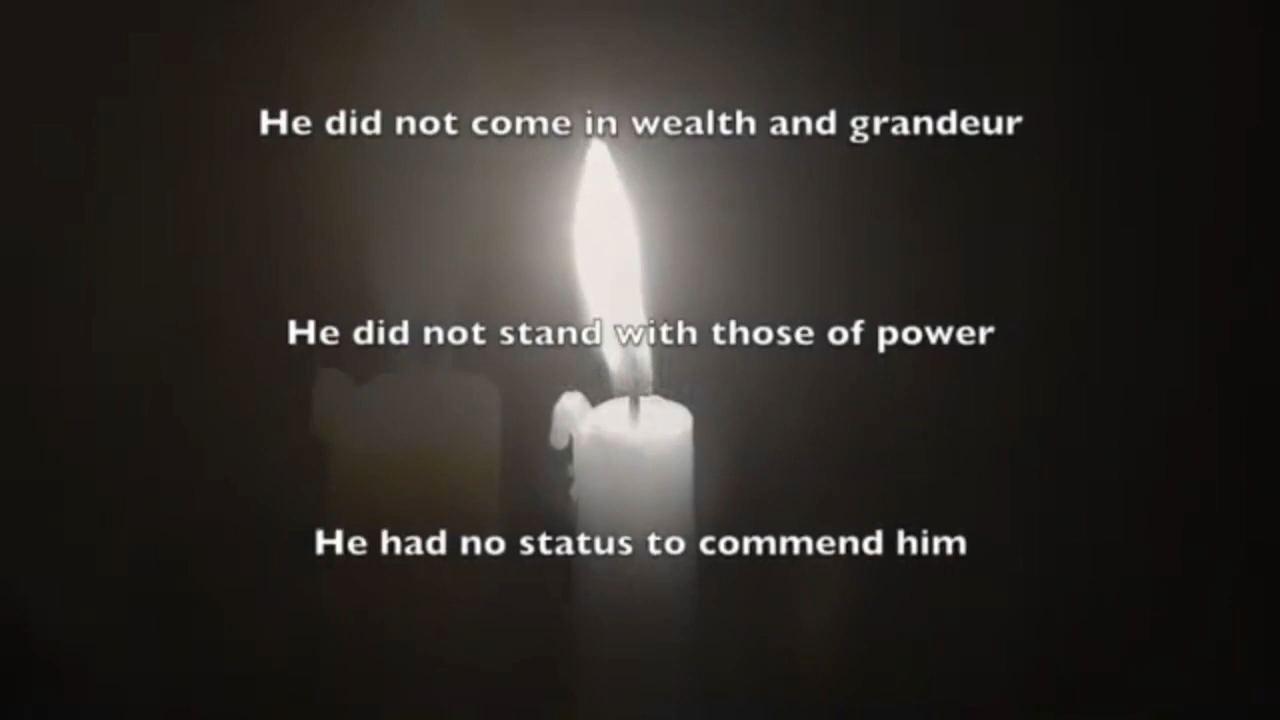 He did not come in wealth and grandeur
He did not stand with those of power
He had no status to commend him